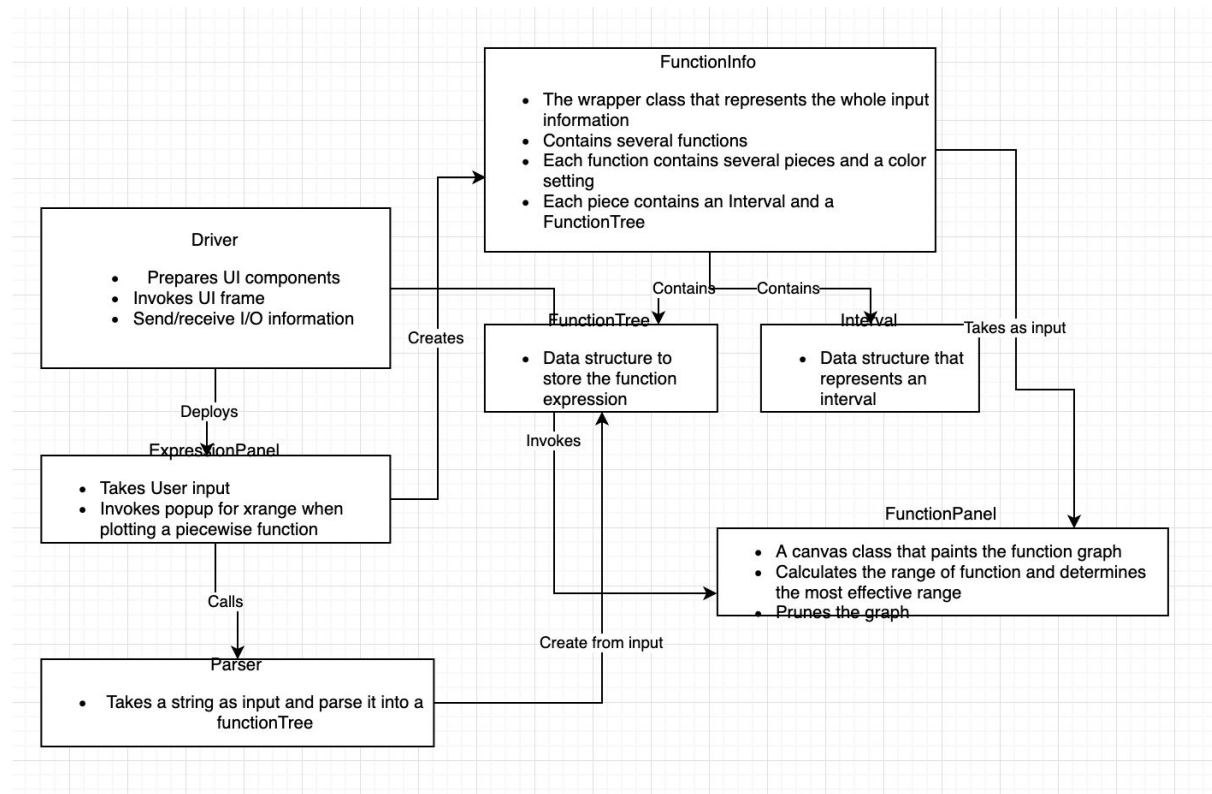 FunctionInfo
The wrapper class that represents the whole input
information
Contains several functions
Each function contains several pieces and a color
setting
Each piece contains an Interval and a
FunctionTree
Driver
Prepares UI components
Invokes UI frame
Send/receive I/O information
Contains
Contains
FunctionTree
Data structure to
store the function
expression
Interval
Data structure that
represents an
interval
Takes as input
Creates
Deploys
ExpressionPanel
Takes User input
Invokes popup for xrange when
plotting a piecewise function
Invokes
FunctionPanel
A canvas class that paints the function graph
Calculates the range of function and determines
the most effective range
Prunes the graph
Calls
Create from input
Parser
Takes a string as input and parse it into a
functionTree